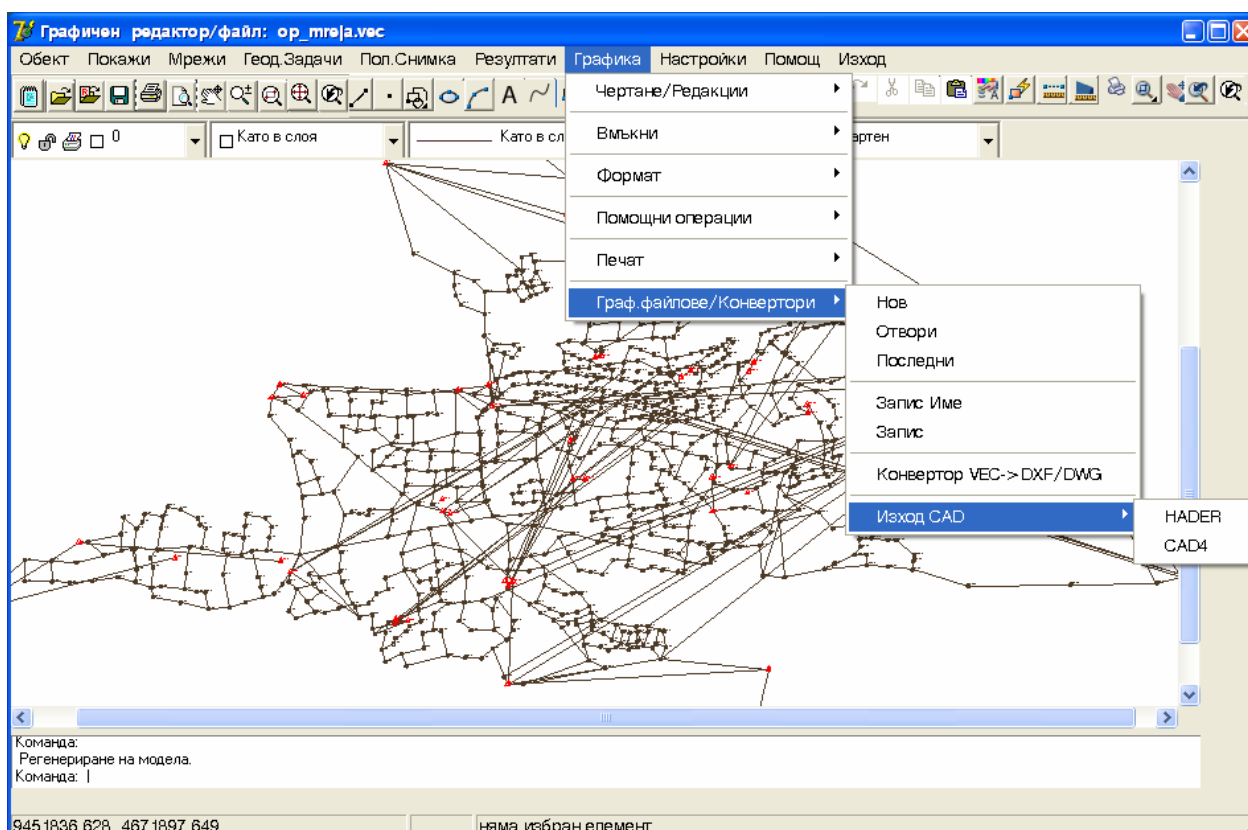 Графичен редактор/файл: op_mreja.vec
Обект Покажи Мрежи Геод.Задачи Пол.Снимка Резултати Графика Настройки Помощ Изход
0 Като в слоя Като в сл артен
Чертане/Редакции
Вмъкни
Формат
Помощни операции
Печат
Граф.файлове/Конвертори
Нов
Отвори
Последни
Запис Име
Запис
Конвертор VEC->DXF/DWG
Изход CAD
HADER
CAD4
Команда:
Регенериране на модела.
Команда:
9451836.628, 4671897.649
няма избран елемент